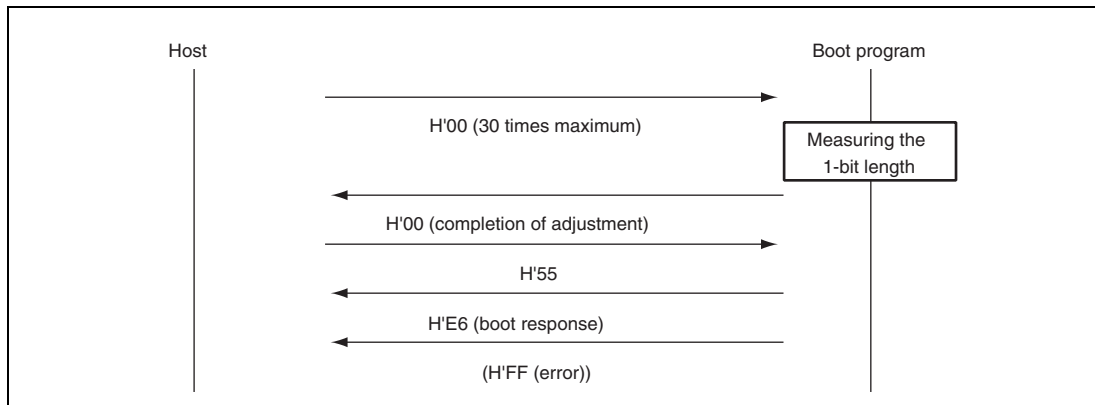 Host
Boot program
H'00 (30 times maximum)
Measuring the
1-bit length
H'00 (completion of adjustment)
H'55
H'E6 (boot response)
(H'FF (error))